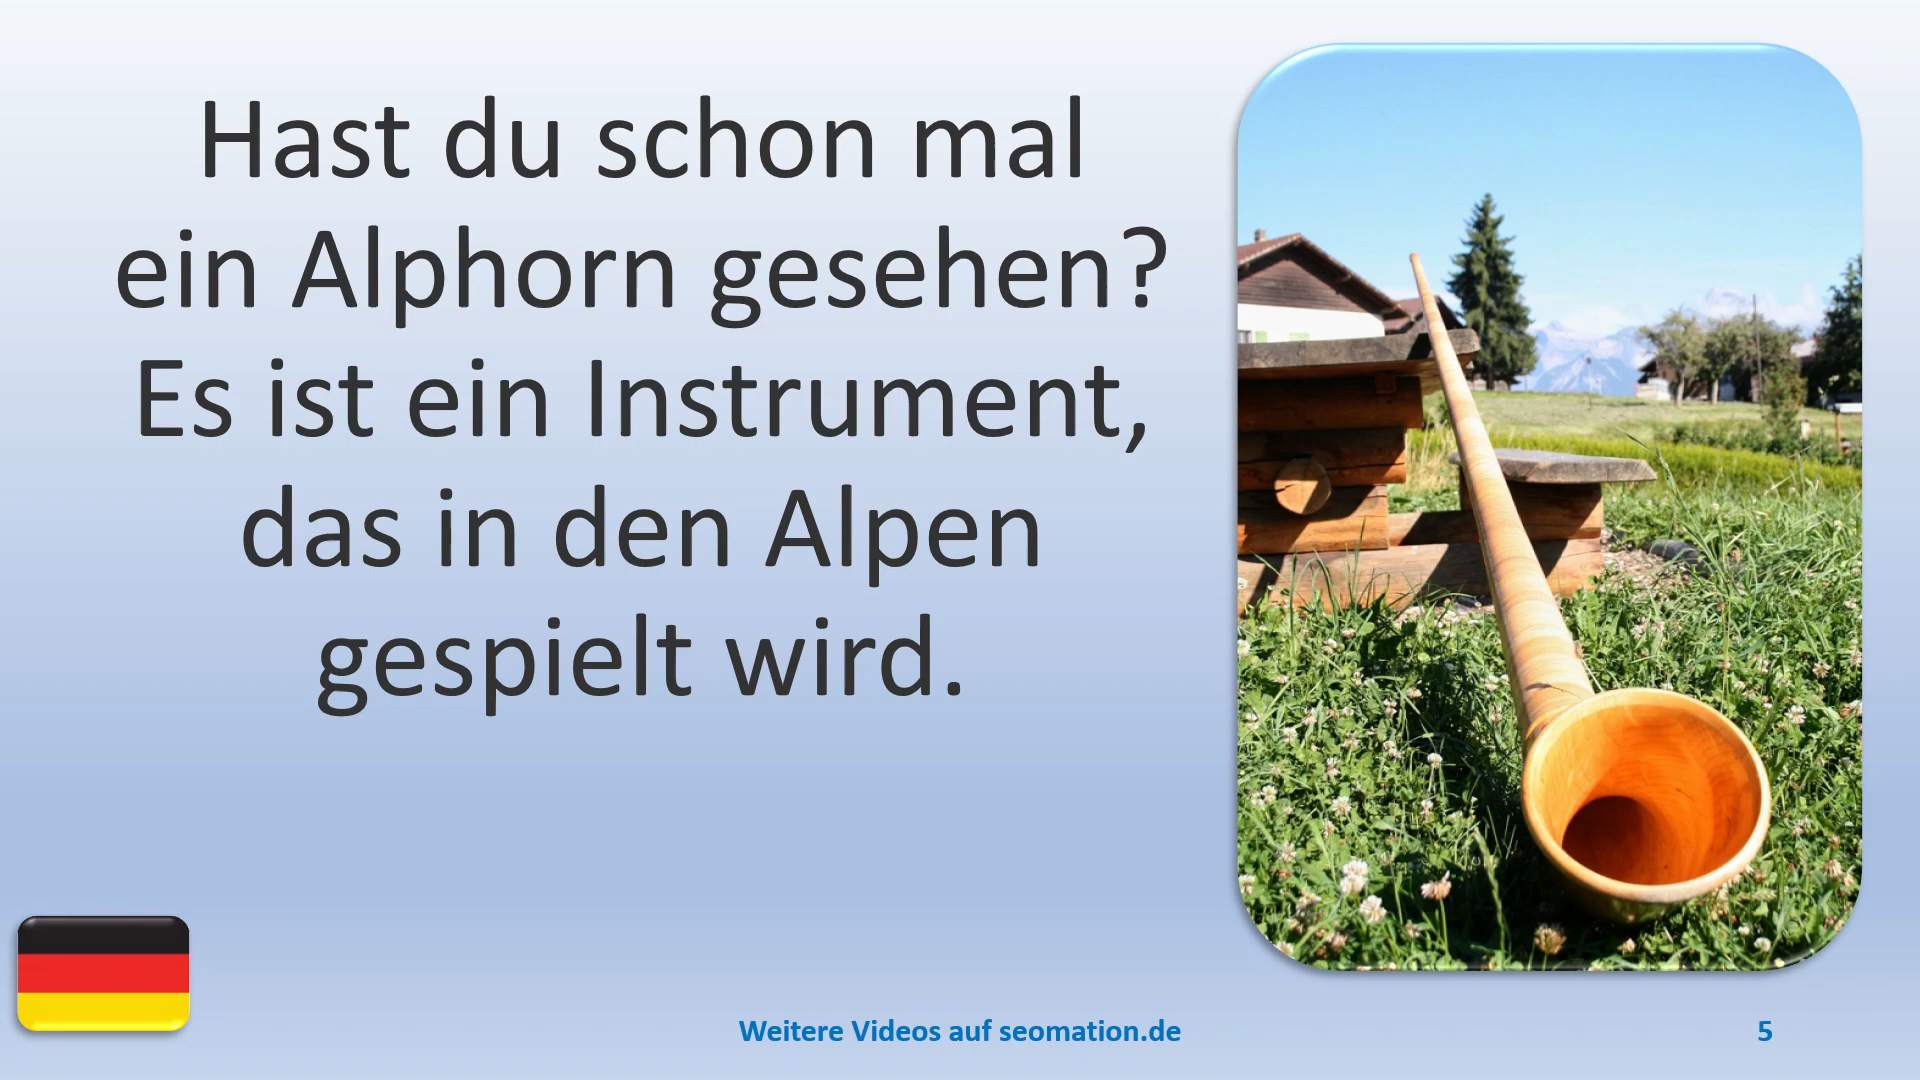 Hast du schon mal
ein Alphorn gesehen?
Es ist ein Instrument,
das in den Alpen
gespielt wird.
Weitere Videos auf seomation.de
5